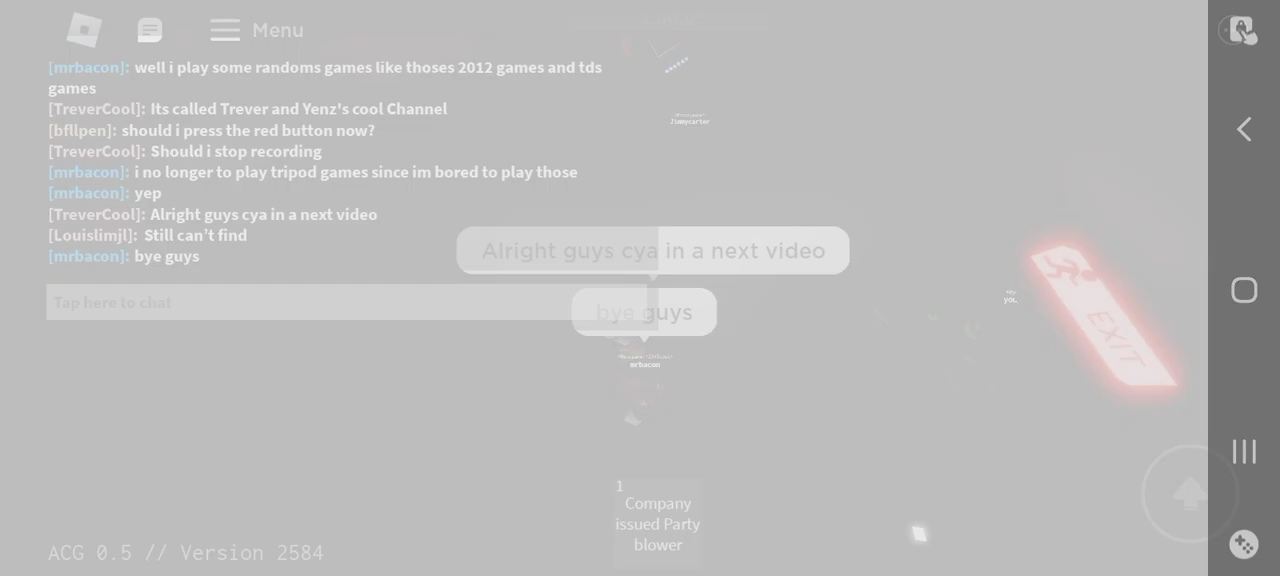 Menu
[mrbacon]: well i play some randoms games like thoses 2012 games and tds
games
[TreverCool]: Its called Trever and Yenz's cool Channel
[bfllpen]: should i press the red button now?
[TreverCool]: Should i stop recording
[mrbacon]: i no longer to play tripod games since im bored to play those
[mrbacon]: yep
[TreverCool]: Alright guys cya in a next video
[Louislimjl]: Still can't find
[mrbacon]: bye guys
Tap here to chat
Jimmycarter
Alright guys cya in a next video
bye guys
mrbacon
you.
EXIT
1
Company
issued Party
blower
ACG 0.5 // Version 2584